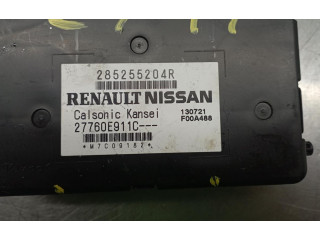 285255204R
RENAULT NISSAN
Calsonic Kansei 130721
27760E911C--- F00A488
*W7C09182*